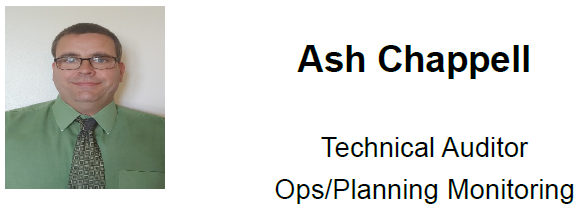 Ash Chappell
Technical Auditor
Ops/Planning Monitoring